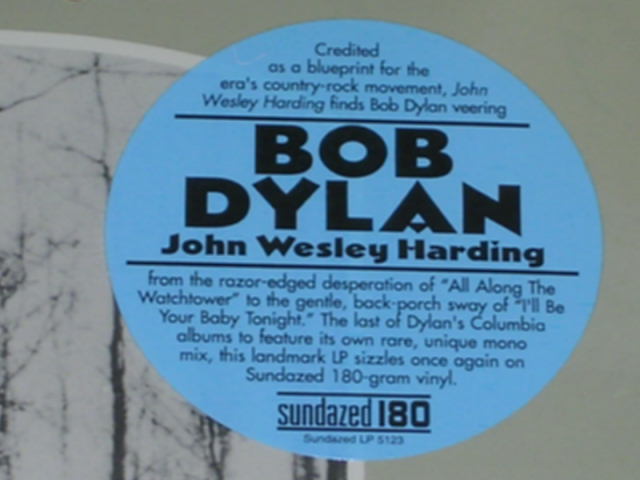 Credited
as a blueprint for the
era's country-rock movement, John
Wesley Harding finds Bob Dylan veering
BOB
DYLAN
John Wesley Harding
from the razor-edged desperation of "All Along The
Watchtower" to the gentle, back-porch sway of "I'll Be
Your Baby Tonight." The last of Dylan's Columbia
albums to feature its own rare, unique mono
mix, this landmark LP sizzles once again on
Sundazed 180-gram vinyl.
sundazed 180
Sundazed LP 5123